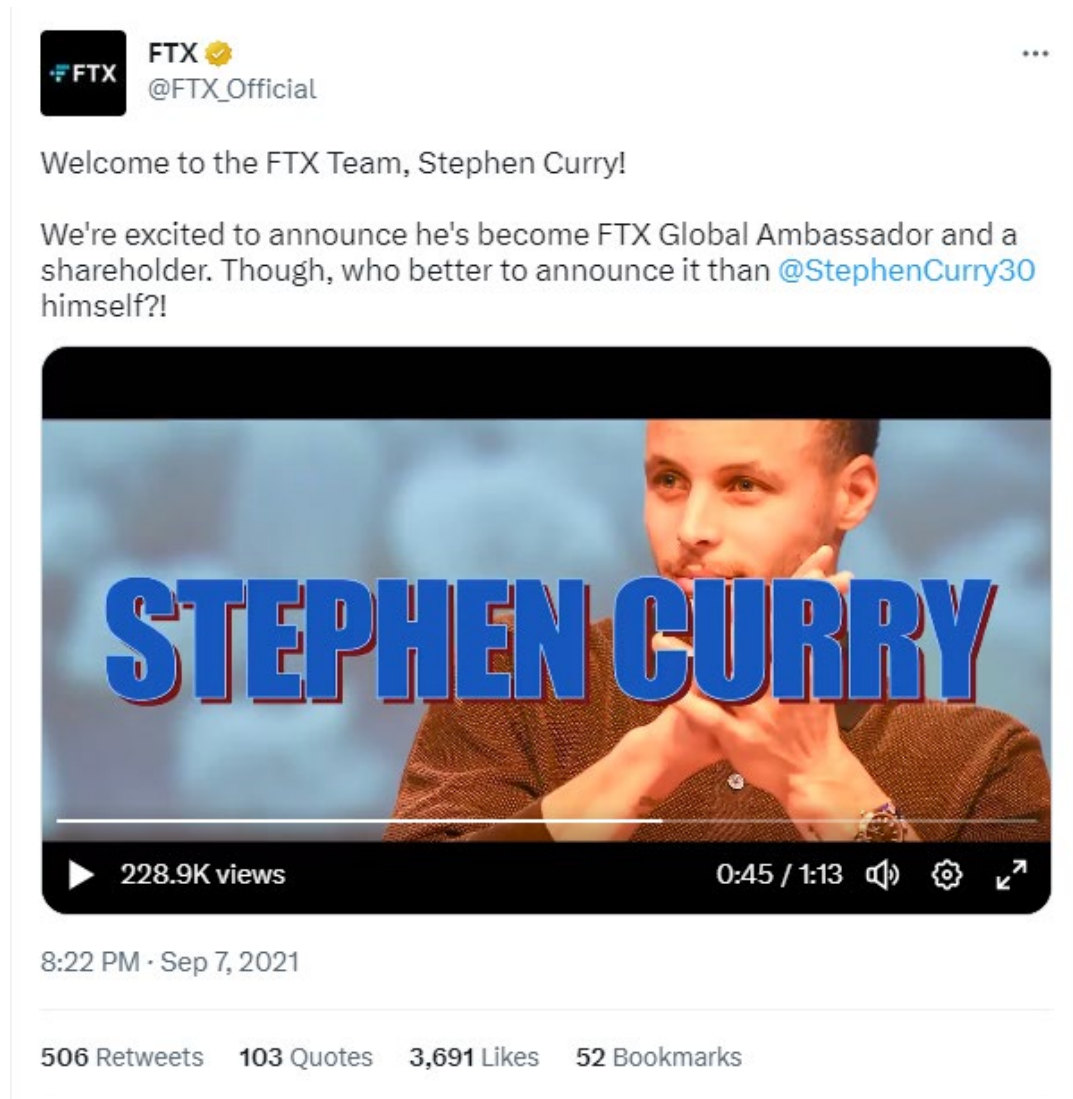 FTX
FTX
@FTX_Official
Welcome to the FTX Team, Stephen Curry!
We're excited to announce he's become FTX Global Ambassador and a
shareholder. Though, who better to announce it than @StephenCurry30
himself?!
STEPHEN CURRY
228.9K views
0:45 / 1:13
8:22 PM · Sep 7, 2021
506 Retweets 103 Quotes 3,691 Likes 52 Bookmarks